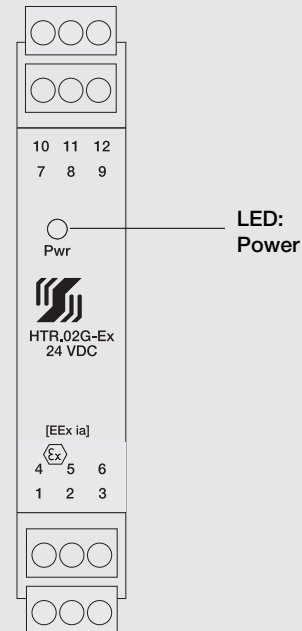 10 11 12
7 8 9
LED:
Power
Pwr
HTR.02G-Ex
24 VDC
[EEx ia]
Ex
4 5 6
1 2 3